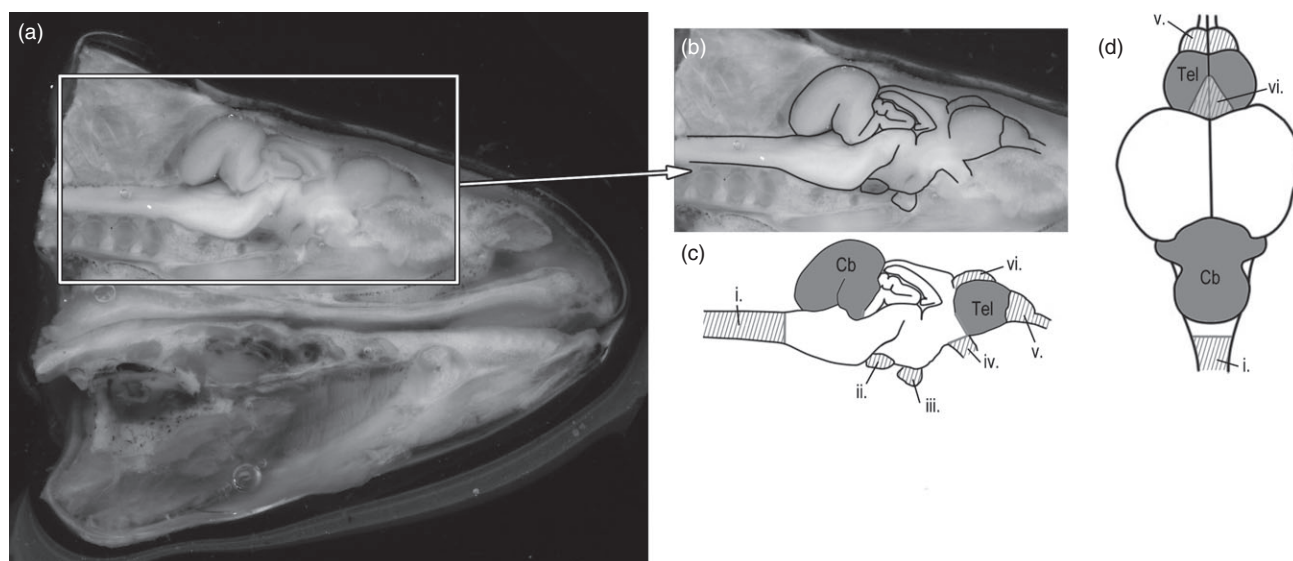 (a)
(b)
(c)
Cb
Tel
i.
ii.
iii.
iv.
v.
vi.
(d)
v.
Tel
vi.
Cb
i.